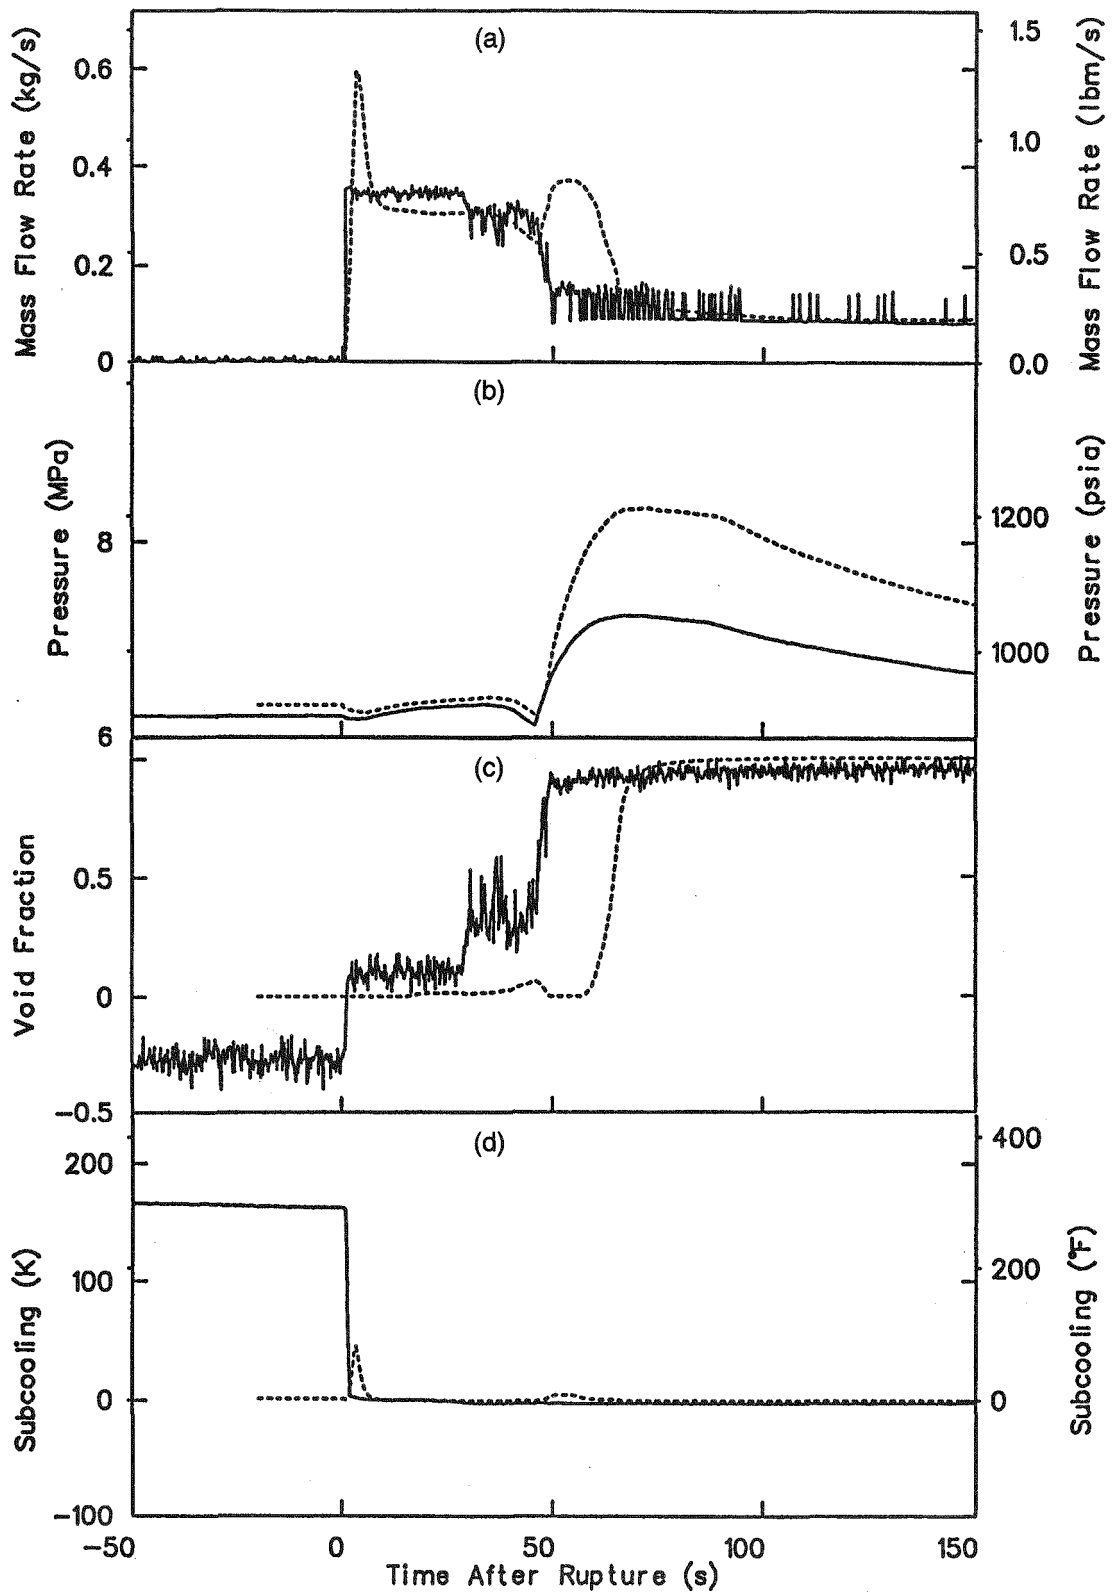 (a)
Mass Flow Rate (kg/s)
0.6
0.4
0.2
0
1.5
1.0
0.5
0.0
Mass Flow Rate (lbm/s)
(b)
Pressure (MPa)
8
6
1200
1000
Pressure (psia)
(c)
Void Fraction
0.5
0
-0.5
(d)
Subcooling (K)
200
100
0
-100
400
200
0
Subcooling (°F)
-50 0 50 100 150
Time After Rupture (s)